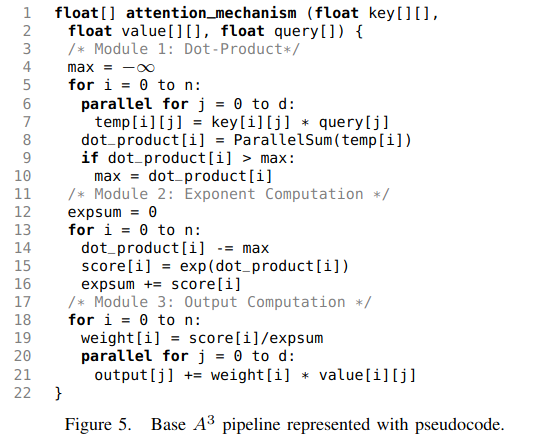 1 float[] attention_mechanism (float key[][],
2 float value[][], float query[]) {
3 /* Module 1: Dot-Product*/
4 max = −∞
5 for i = 0 to n:
6 parallel for j = 0 to d:
7 temp[i][j] = key[i][j] * query[j]
8 dot_product[i] = ParallelSum(temp[i])
9 if dot_product[i] > max:
10 max = dot_product[i]
11 /* Module 2: Exponent Computation */
12 expsum = 0
13 for i = 0 to n:
14 dot_product[i] -= max
15 score[i] = exp(dot_product[i])
16 expsum += score[i]
17 /* Module 3: Output Computation */
18 for i = 0 to n:
19 weight[i] = score[i]/expsum
20 parallel for j = 0 to d:
21 output[j] += weight[i] * value[i][j]
22 }
Figure 5. Base A³ pipeline represented with pseudocode.